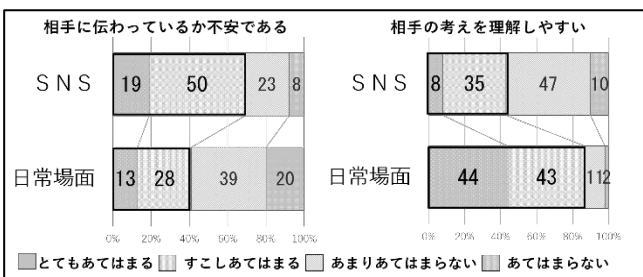 相手に伝わっているか不安である
SNS
19 50 23 8
日常場面
13 28 39 20
0% 20% 40% 60% 80% 100%
相手の考えを理解しやすい
SNS
8 35 47 10
日常場面
44 43 11 2
0% 20% 40% 60% 80% 100%
とてもあてはまる すこしあてはまる あまりあてはまらない あてはまらない